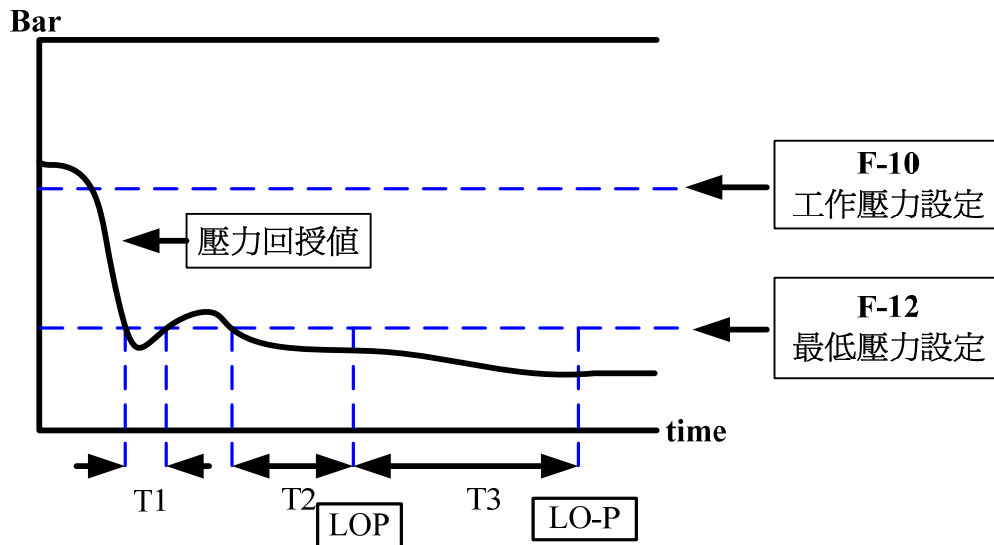 Bar
F-10
工作壓力設定
壓力回授值
F-12
最低壓力設定
time
T1
T2
T3
LOP
LO-P